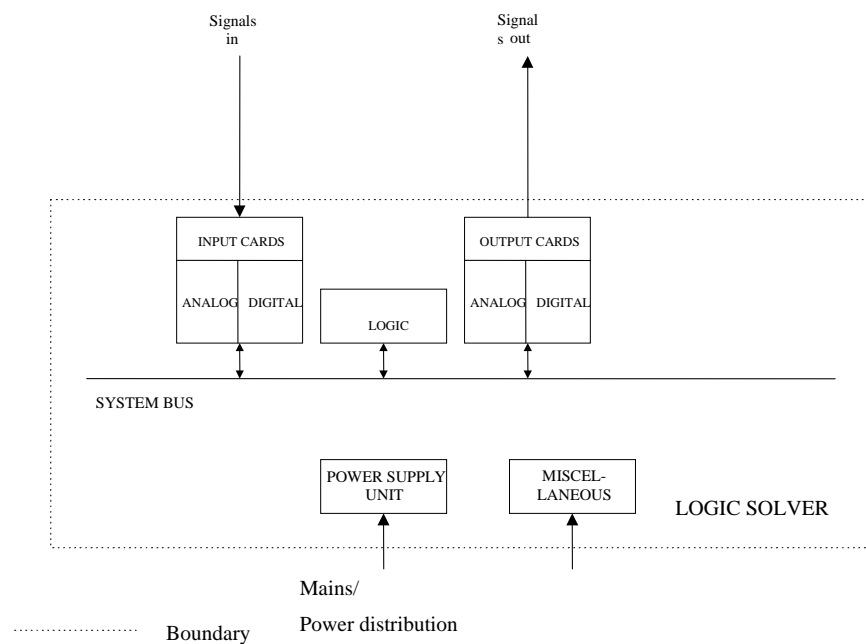 Signals
in
Signal
s out
INPUT CARDS
OUTPUT CARDS
ANALOG
DIGITAL
LOGIC
ANALOG
DIGITAL
SYSTEM BUS
POWER SUPPLY
UNIT
MISCEL-
LANEOUS
LOGIC SOLVER
Mains/
Power distribution
Boundary